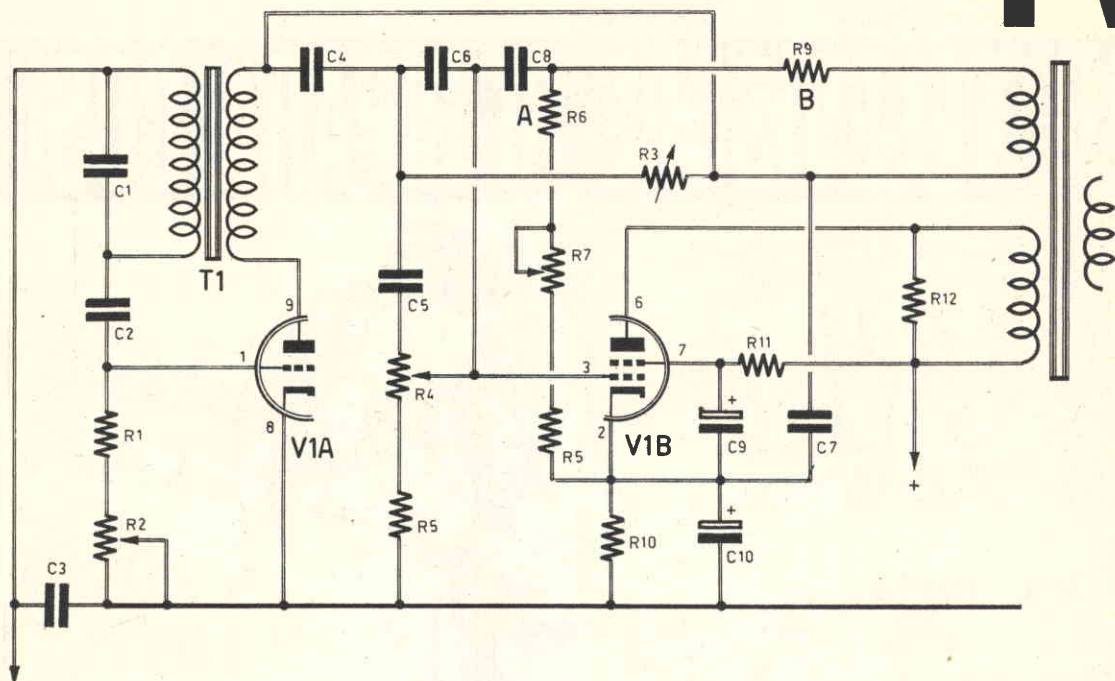 C4
C6
C8
R9
A
R6
B
C1
R3
T1
R7
C2
C5
9
6
R12
1
R11
7
3
R4
8
V1A
2
V1B
+
C9
C7
R1
R5
+
R2
R5
R10
+
C10
C3